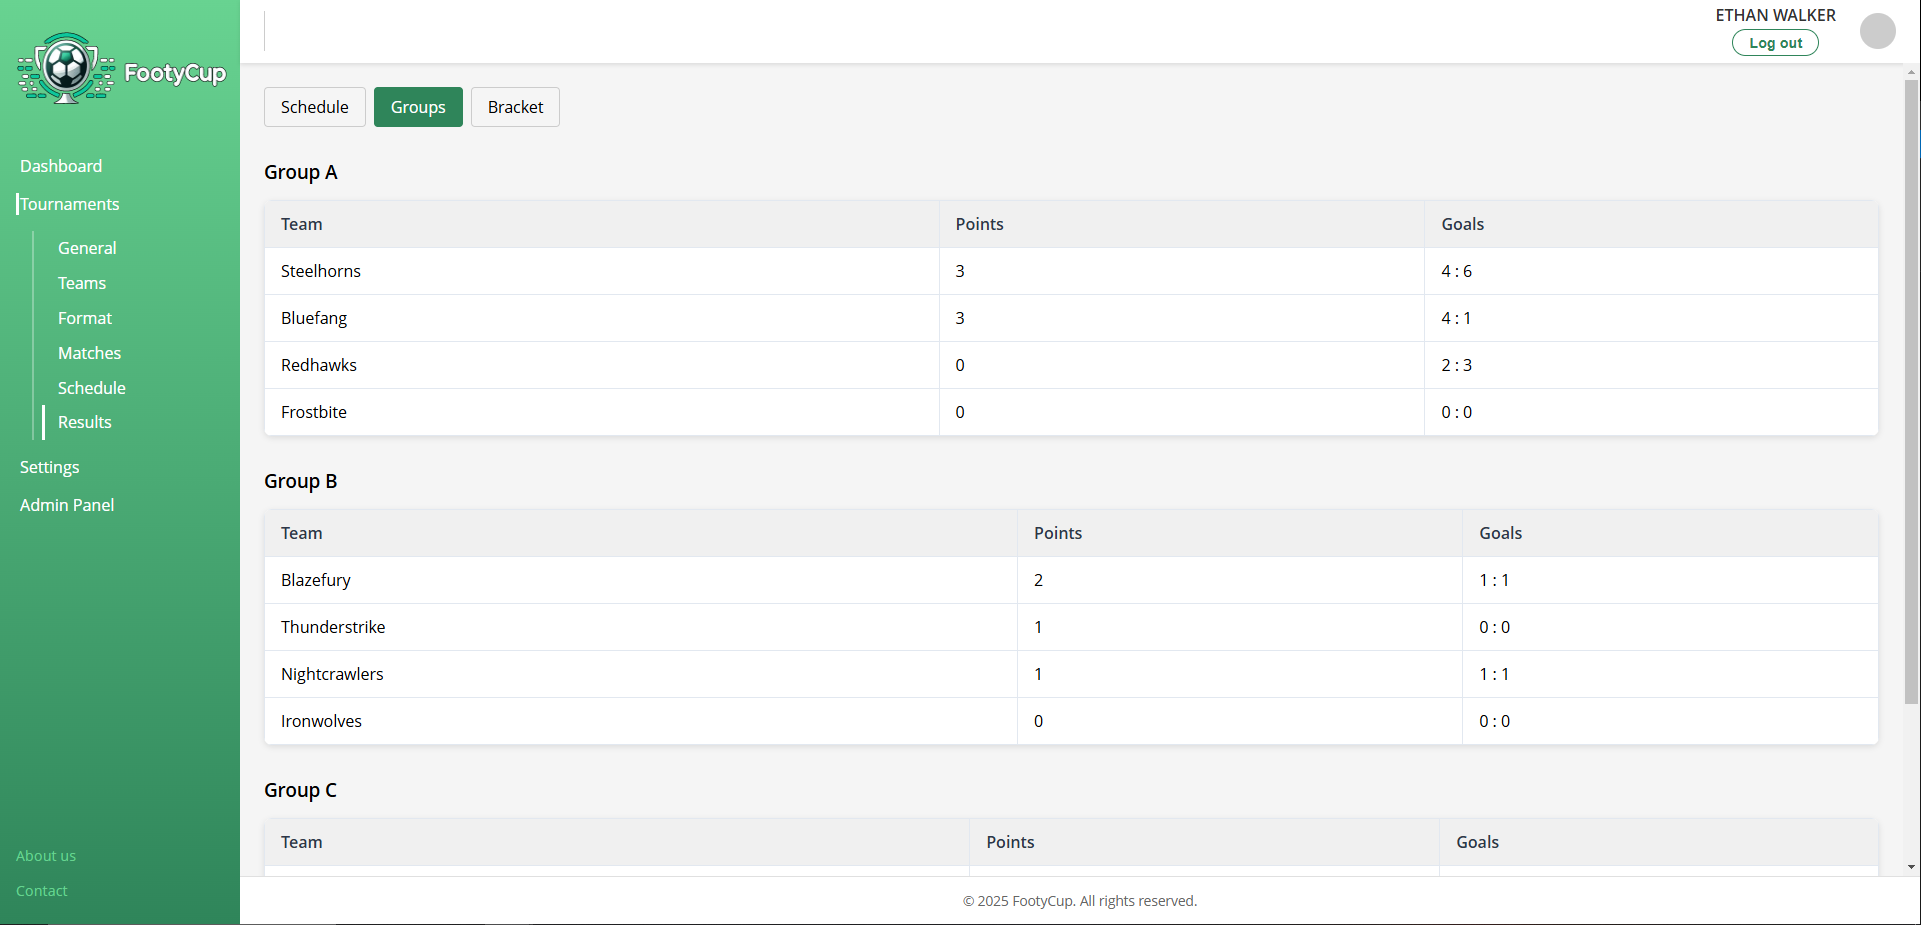 FootyCup
ETHAN WALKER
Log out
Dashboard
Tournaments
General
Teams
Format
Matches
Schedule
Results
Settings
Admin Panel
About us
Contact
Schedule Groups Bracket
Group A
Team Points Goals
Steelhorns 3 4 : 6
Bluefang 3 4 : 1
Redhawks 0 2 : 3
Frostbite 0 0 : 0
Group B
Team Points Goals
Blazefury 2 1 : 1
Thunderstrike 1 0 : 0
Nightcrawlers 1 1 : 1
Ironwolves 0 0 : 0
Group C
Team Points Goals
© 2025 FootyCup. All rights reserved.